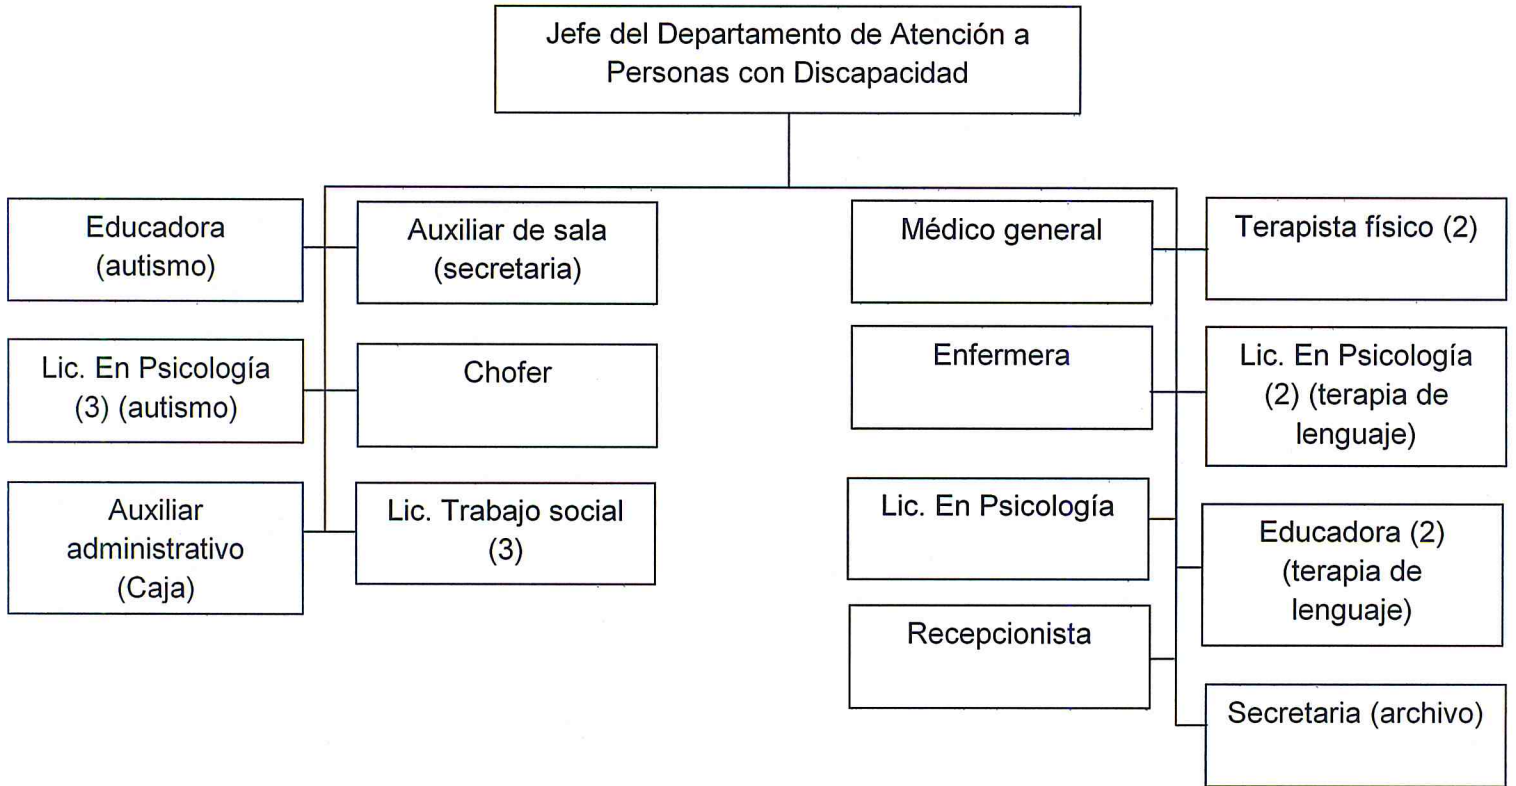 Jefe del Departamento de Atención a
Personas con Discapacidad
Educadora
(autismo)
Auxiliar de sala
(secretaria)
Médico general
Terapista físico (2)
Lic. En Psicología
(3) (autismo)
Chofer
Enfermera
Lic. En Psicología
(2) (terapia de
lenguaje)
Auxiliar
administrativo
(Caja)
Lic. Trabajo social
(3)
Lic. En Psicología
Educadora (2)
(terapia de
lenguaje)
Recepcionista
Secretaria (archivo)